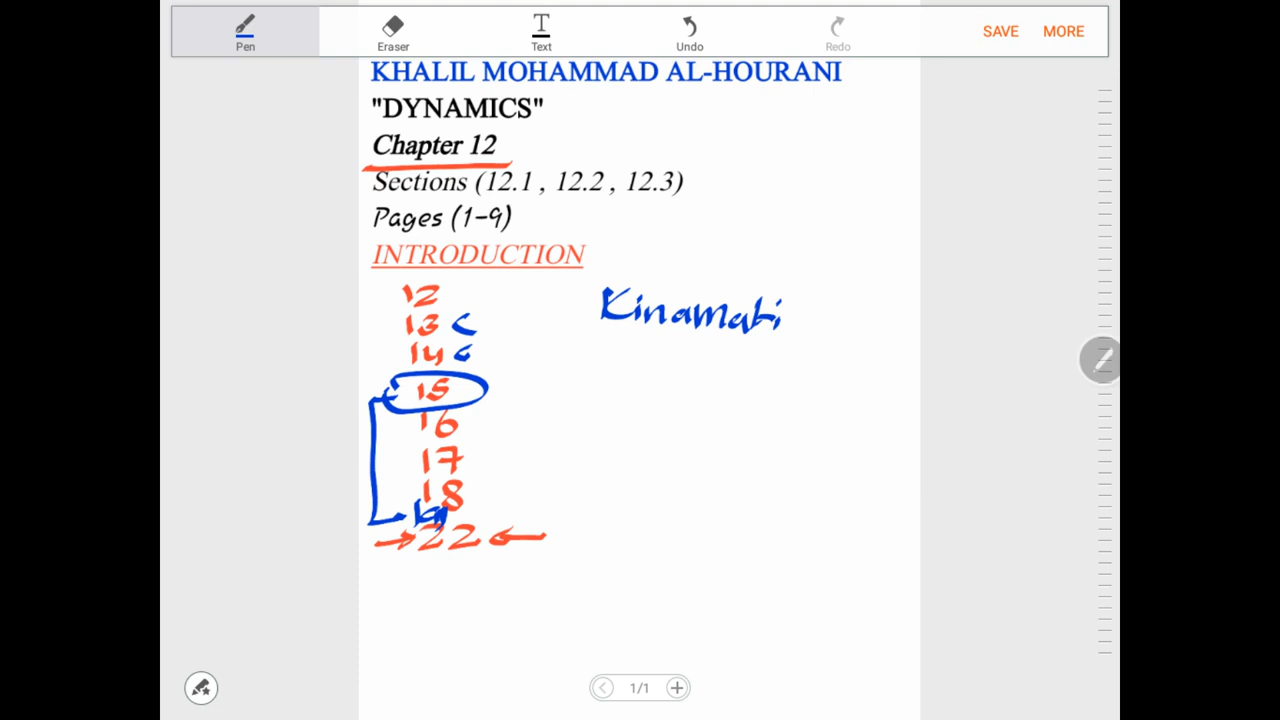 Pen
Eraser
Text
Undo
Redo
SAVE
MORE
KHALIL MOHAMMAD AL-HOURANI
"DYNAMICS"
Chapter 12
Sections (12.1 , 12.2 , 12.3)
Pages (1-9)
INTRODUCTION
12
13
14
15
16
17
18
19
22
Kinamati
1/1